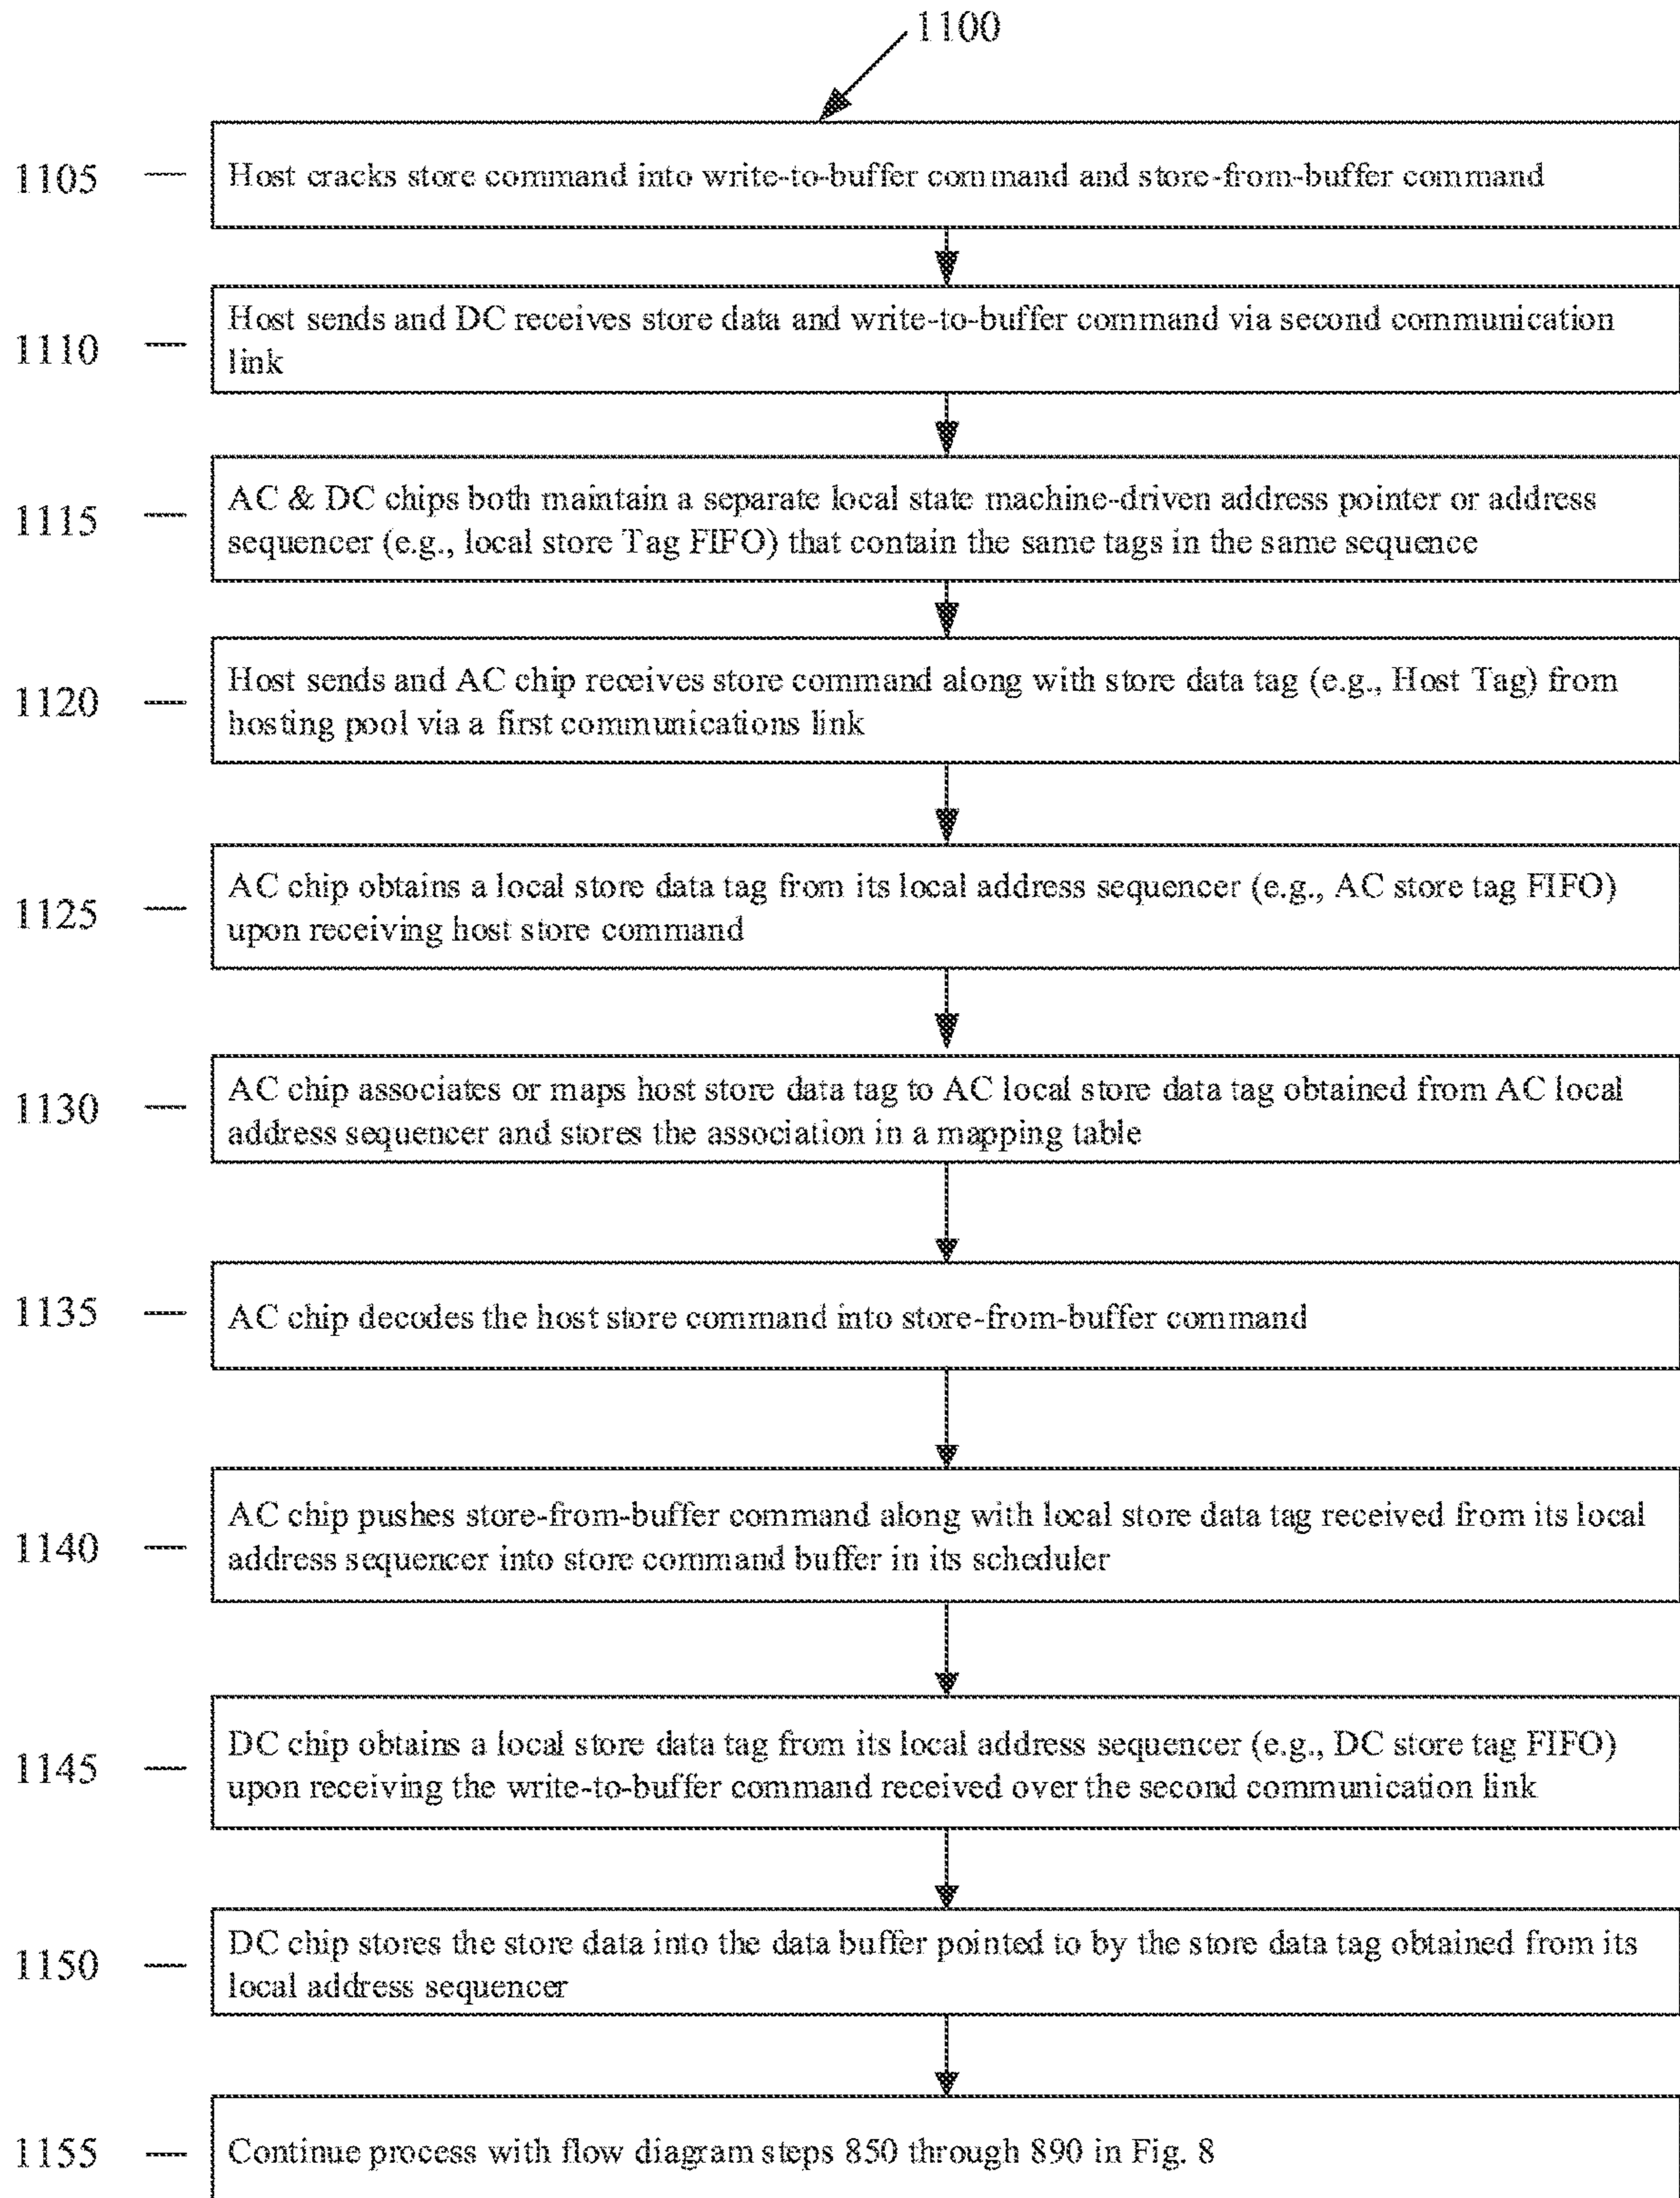 1100
1105 — Host cracks store command into write-to-buffer command and store-from-buffer command
1110 — Host sends and DC receives store data and write-to-buffer command via second communication
link
1115 — AC & DC chips both maintain a separate local state machine-driven address pointer or address
sequencer (e.g., local store Tag FIFO) that contain the same tags in the same sequence
1120 — Host sends and AC chip receives store command along with store data tag (e.g., Host Tag) from
hosting pool via a first communications link
1125 — AC chip obtains a local store data tag from its local address sequencer (e.g., AC store tag FIFO)
upon receiving host store command
1130 — AC chip associates or maps host store data tag to AC local store data tag obtained from AC local
address sequencer and stores the association in a mapping table
1135 — AC chip decodes the host store command into store-from-buffer command
1140 — AC chip pushes store-from-buffer command along with local store data tag received from its local
address sequencer into store command buffer in its scheduler
1145 — DC chip obtains a local store data tag from its local address sequencer (e.g., DC store tag FIFO)
upon receiving the write-to-buffer command received over the second communication link
1150 — DC chip stores the store data into the data buffer pointed to by the store data tag obtained from its
local address sequencer
1155 — Continue process with flow diagram steps 850 through 890 in Fig. 8